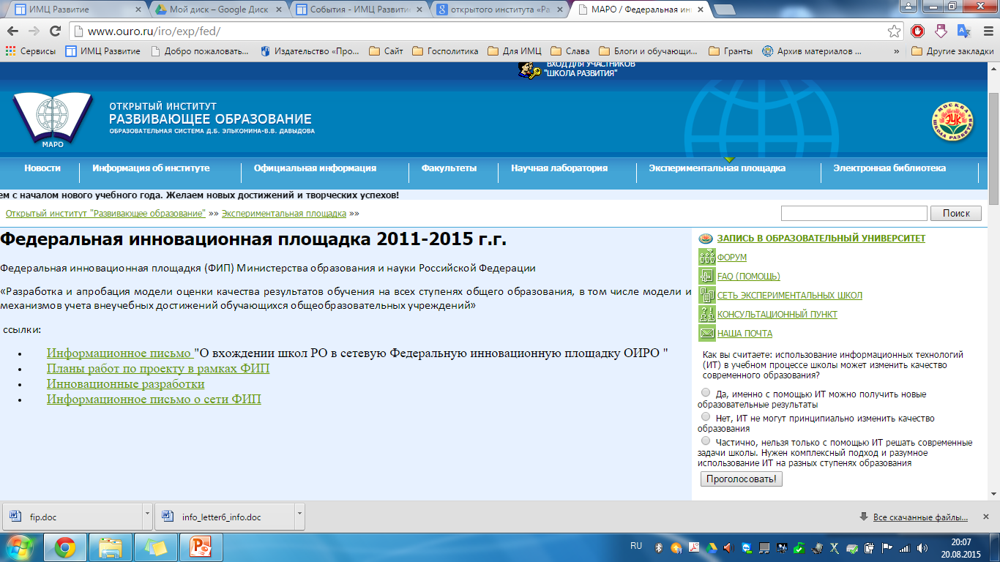 ИМЦ Развитие
Мой диск – Google Диск
События - ИМЦ Развитие
открытого института «Ра
МАРО / Федеральная ин
www.ouro.ru/iro/exp/fed/
Сервисы
ИМЦ Развитие
Добро пожаловать...
Издательство «Про...
Сайт
Госполитика
Для ИМЦ
Слава
Блоги и обучающи...
Гранты
Архив материалов ...
»
Другие закладки
ВХОД ДЛЯ УЧАСТНИКОВ
"ШКОЛА РАЗВИТИЯ"
МАРО
ОТКРЫТЫЙ ИНСТИТУТ
РАЗВИВАЮЩЕЕ ОБРАЗОВАНИЕ
ОБРАЗОВАТЕЛЬНАЯ СИСТЕМА Д.Б. ЭЛЬКОНИНА-В.В. ДАВЫДОВА
МОСКВА
ЭУК
ШКОЛА РАЗВИТИЯ
Новости
Информация об институте
Официальная информация
Факультеты
Научная лаборатория
Экспериментальная площадка
Электронная библиотека
ем с началом нового учебного года. Желаем новых достижений и творческих успехов!
Открытый институт "Развивающее образование" »» Экспериментальная площадка »»
Поиск
Федеральная инновационная площадка 2011-2015 г.г.
Федеральная инновационная площадкя (ФИП) Министерства образования и науки Российской Федерации
«Разработка и апробация модели оценки качества результатов обучения на всех ступенях общего образования, в том числе модели и
механизмов учета внеучебных достижений обучающихся общеобразовательных учреждений»
ссылки:
• Информационное письмо "О вхождении школ РО в сетевую Федеральную инновационную площадку ОИРО "
• Планы работ по проекту в рамках ФИП
• Инновационные разработки
• Информационное письмо о сети ФИП
ЗАПИСЬ В ОБРАЗОВАТЕЛЬНЫЙ УНИВЕРСИТЕТ
ФОРУМ
FAQ (ПОМОЩЬ)
СЕТЬ ЭКСПЕРИМЕНТАЛЬНЫХ ШКОЛ
КОНСУЛЬТАЦИОННЫЙ ПУНКТ
НАША ПОЧТА
Как вы считаете: использование информационных технологий
(ИТ) в учебном процессе школы может изменить качество
современного образования?
Да, именно с помощью ИТ можно получить новые
образовательные результаты
Нет, ИТ не могут принципиально изменить качество
образования
Частично, нельзя только с помощью ИТ решать современные
задачи школы. Нужен комплексный подход и разумное
использование ИТ на разных ступенях образования
Проголосовать!
fip.doc
info_letter6_info.doc
Все скачанные файлы...
RU
20:07
20.08.2015